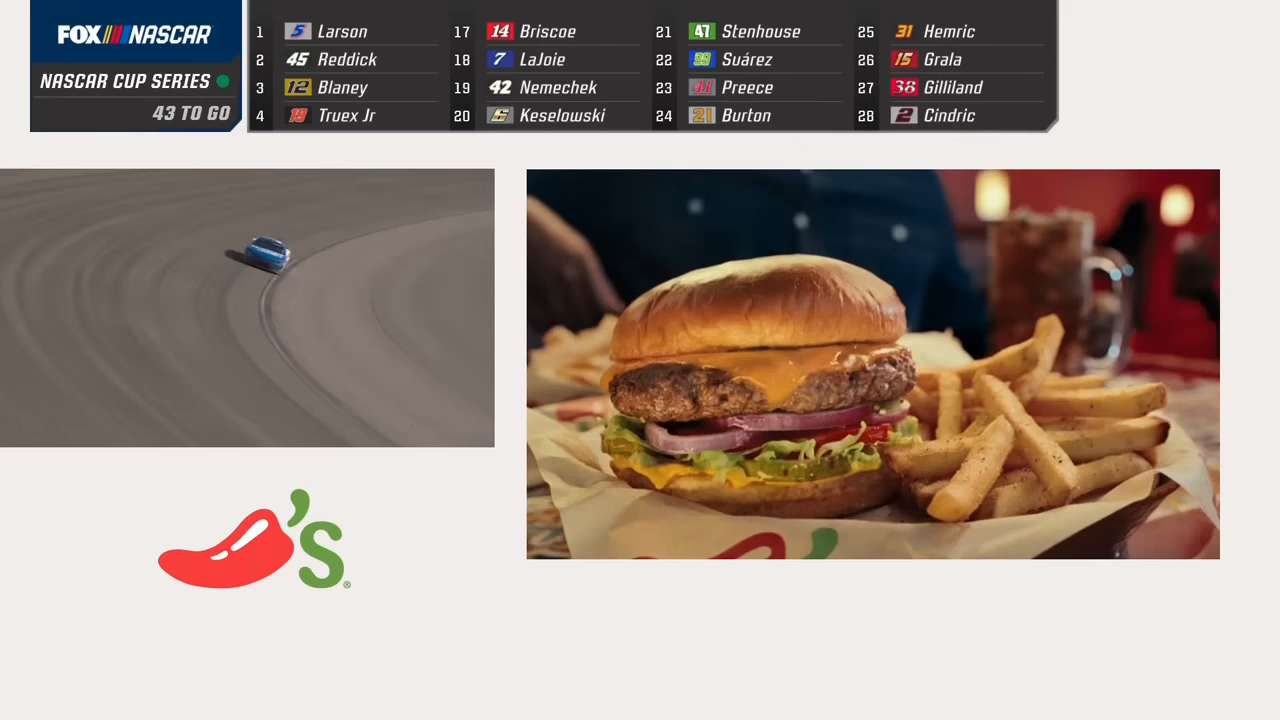 FOX NASCAR
NASCAR CUP SERIES
43 TO GO
1 5 Larson
2 45 Reddick
3 12 Blaney
4 19 Truex Jr
17 14 Briscoe
18 7 LaJoie
19 42 Nemechek
20 6 Keselowski
21 47 Stenhouse
22 99 Suárez
23 41 Preece
24 21 Burton
25 31 Hemric
26 15 Grala
27 38 Gilliland
28 2 Cindric
's®